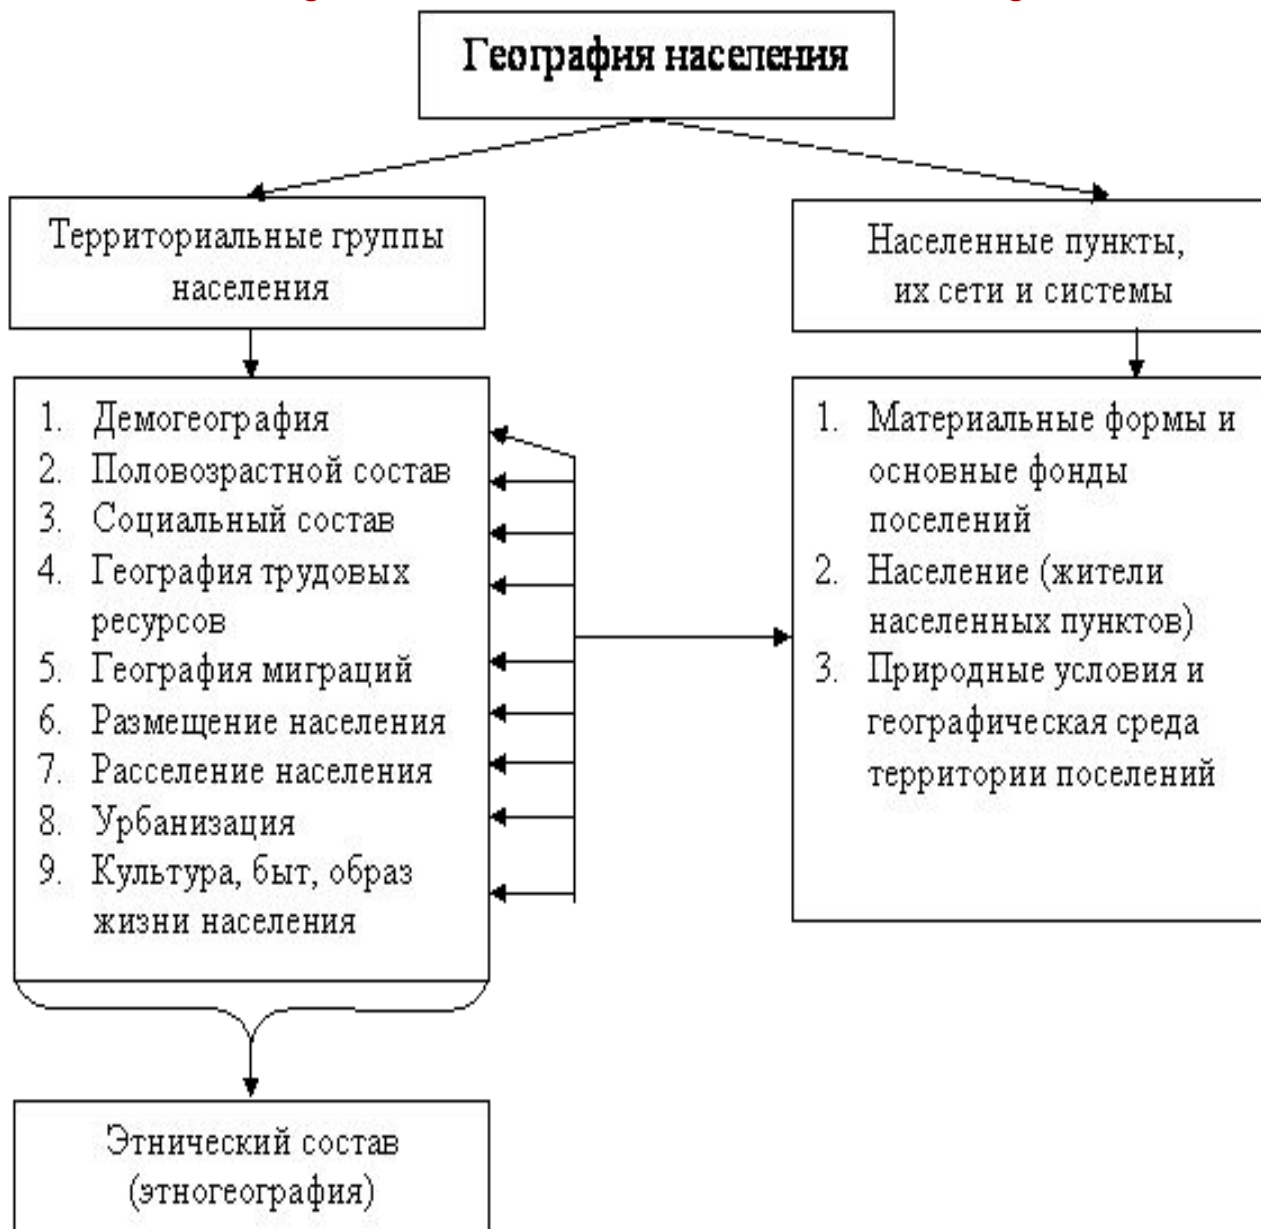 География населения
Территориальные группы
населения
Населенные пункты,
их сети и системы
1. Демогеография
2. Половозрастной состав
3. Социальный состав
4. География трудовых
ресурсов
5. География миграций
6. Размещение населения
7. Расселение населения
8. Урбанизация
9. Культура, быт, образ
жизни населения
1. Материальные формы и
основные фонды
поселений
2. Население (жители
населенных пунктов)
3. Природные условия и
географическая среда
территории поселений
Этнический состав
(этногеография)